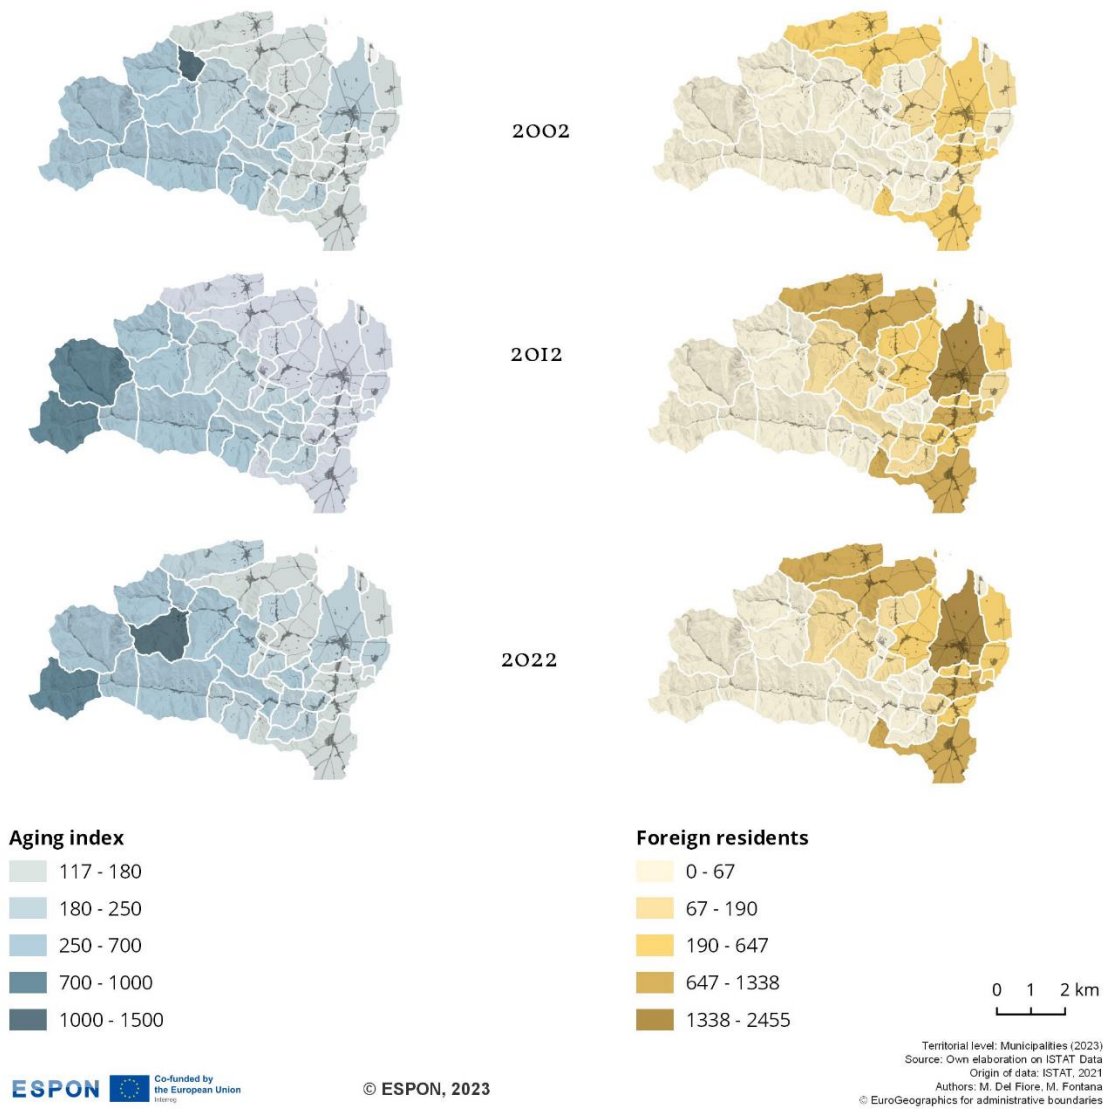 2002
2012
2022
Aging index
117 - 180
180 - 250
250 - 700
700 - 1000
1000 - 1500
Foreign residents
0 - 67
67 - 190
190 - 647
647 - 1338
1338 - 2455
0 1 2 km
Territorial level: Municipalities (2023)
Source: Own elaboration on ISTAT Data
Origin of data: ISTAT, 2021
Authors: M. Del Fiore, M. Fontana
© EuroGeographics for administrative boundaries
ESPON
Co-funded by
the European Union
Interreg
© ESPON, 2023